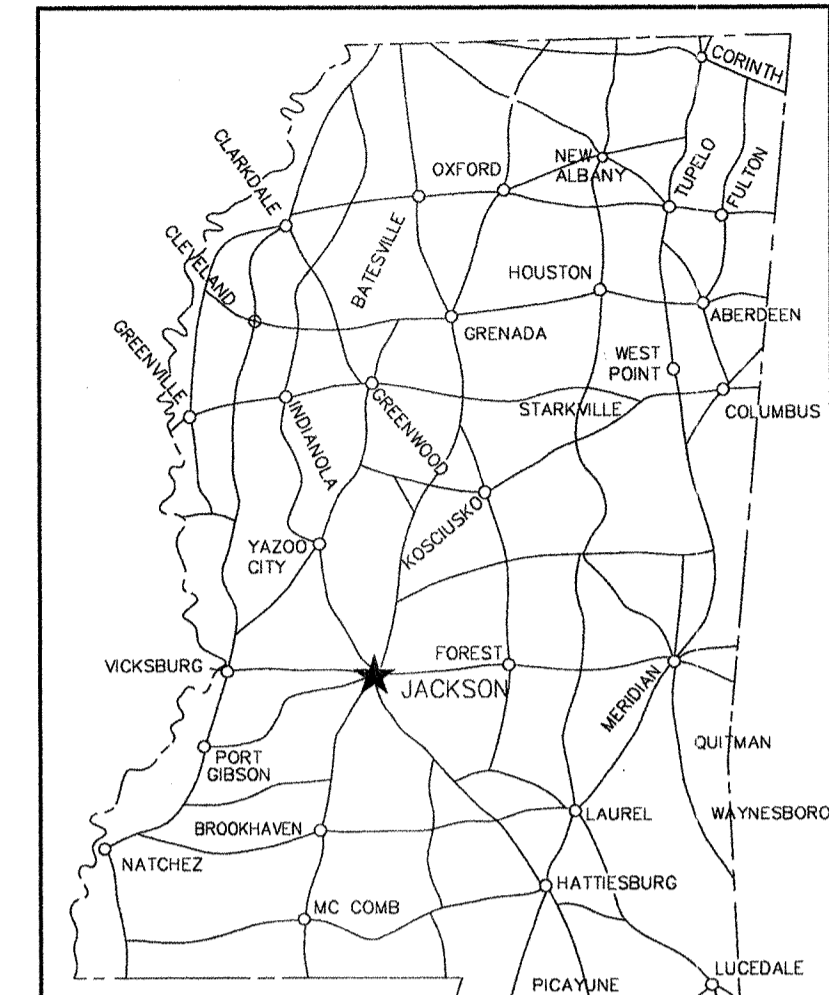 CORINTH
CLARKDALE
OXFORD
NEW
ALBANY
TUPELO
FULTON
CLEVELAND
BATESVILLE
HOUSTON
ABERDEEN
GRENADA
GREENVILLE
WEST
POINT
INDIANOLA
GREENWOOD
STARKVILLE
COLUMBUS
KOSCIUSKO
YAZOO
CITY
VICKSBURG
FOREST
JACKSON
MERIDIAN
QUITMAN
PORT
GIBSON
BROOKHAVEN
LAUREL
WAYNESBORO
NATCHEZ
HATTIESBURG
MC COMB
LUCEDALE
PICAYUNE